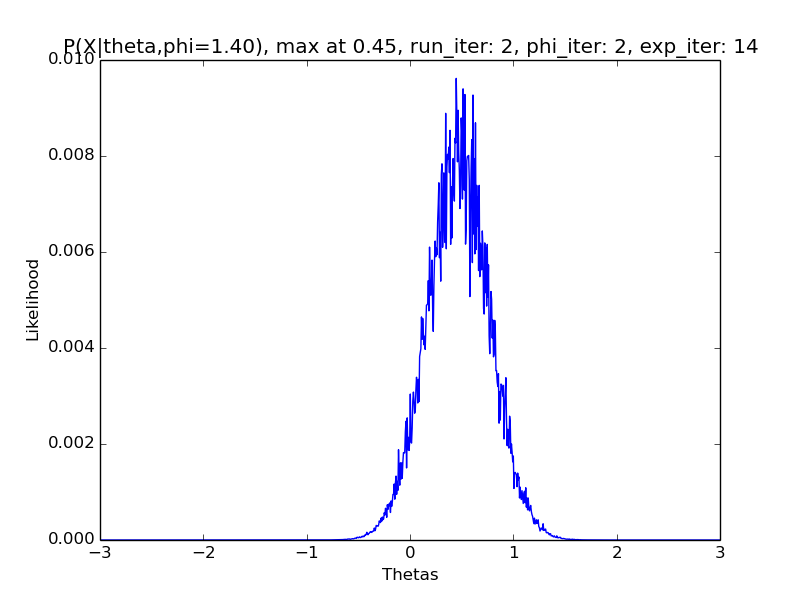 P(X|theta,phi=1.40), max at 0.45, run_iter: 2, phi_iter: 2, exp_iter: 14
0.010
0.008
0.006
0.004
0.002
0.000
Likelihood
−3 −2 −1 0 1 2 3
Thetas